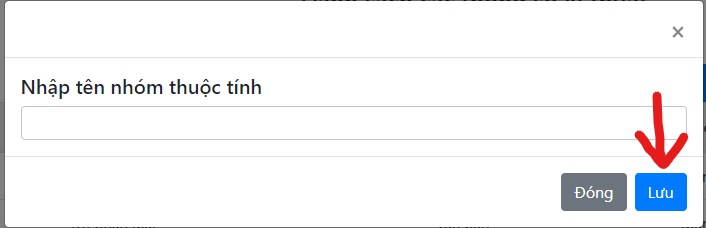 ×
Nhập tên nhóm thuộc tính
Đóng Lưu